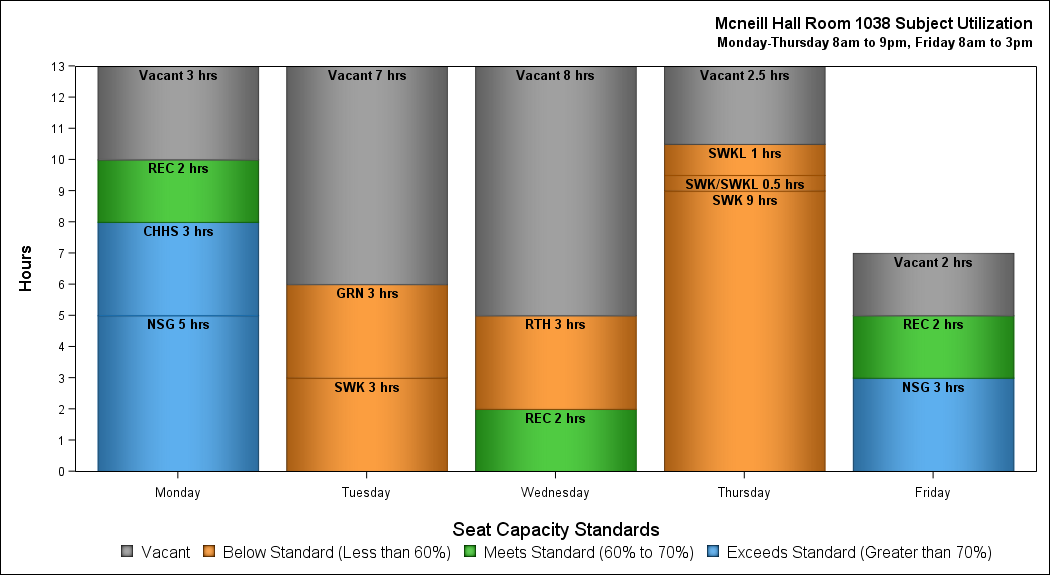 Mcneill Hall Room 1038 Subject Utilization
Monday-Thursday 8am to 9pm, Friday 8am to 3pm
Hours
13
12
11
10
9
8
7
6
5
4
3
2
1
0
Vacant 3 hrs
REC 2 hrs
CHHS 3 hrs
NSG 5 hrs
Vacant 7 hrs
GRN 3 hrs
SWK 3 hrs
Vacant 8 hrs
RTH 3 hrs
REC 2 hrs
Vacant 2.5 hrs
SWKL 1 hrs
SWK/SWKL 0.5 hrs
SWK 9 hrs
Vacant 2 hrs
REC 2 hrs
NSG 3 hrs
Monday Tuesday Wednesday Thursday Friday
Seat Capacity Standards
Vacant Below Standard (Less than 60%) Meets Standard (60% to 70%) Exceeds Standard (Greater than 70%)